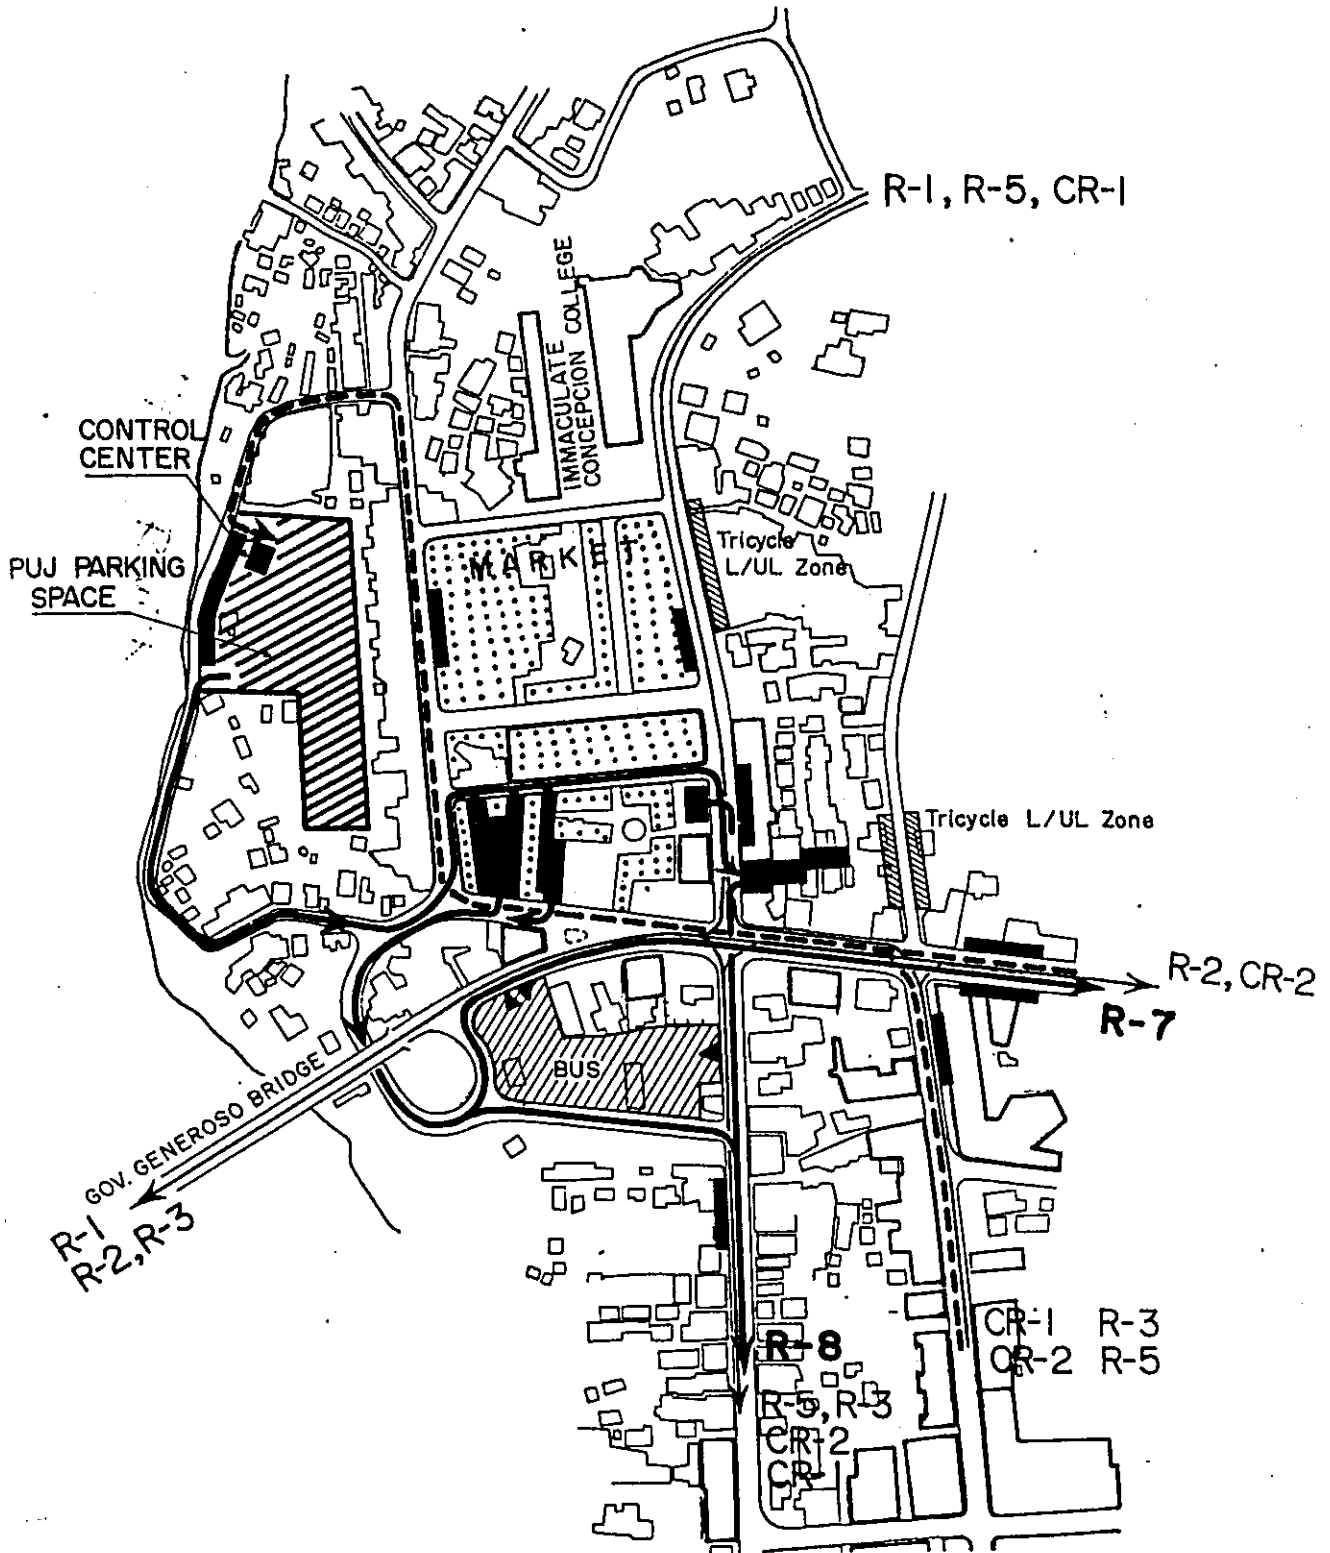 R-1, R-5, CR-1
IMMACULATE
CONCEPCION COLLEGE
CONTROL
CENTER
MARKET
Tricycle
L/UL Zone
PUJ PARKING
SPACE
Tricycle L/UL Zone
R-2, CR-2
R-7
BUS
GOV. GENEROSO BRIDGE
R-1
R-2, R-3
CR-1 R-3
CR-2 R-5
R-8
R-5, R-3
CR-2